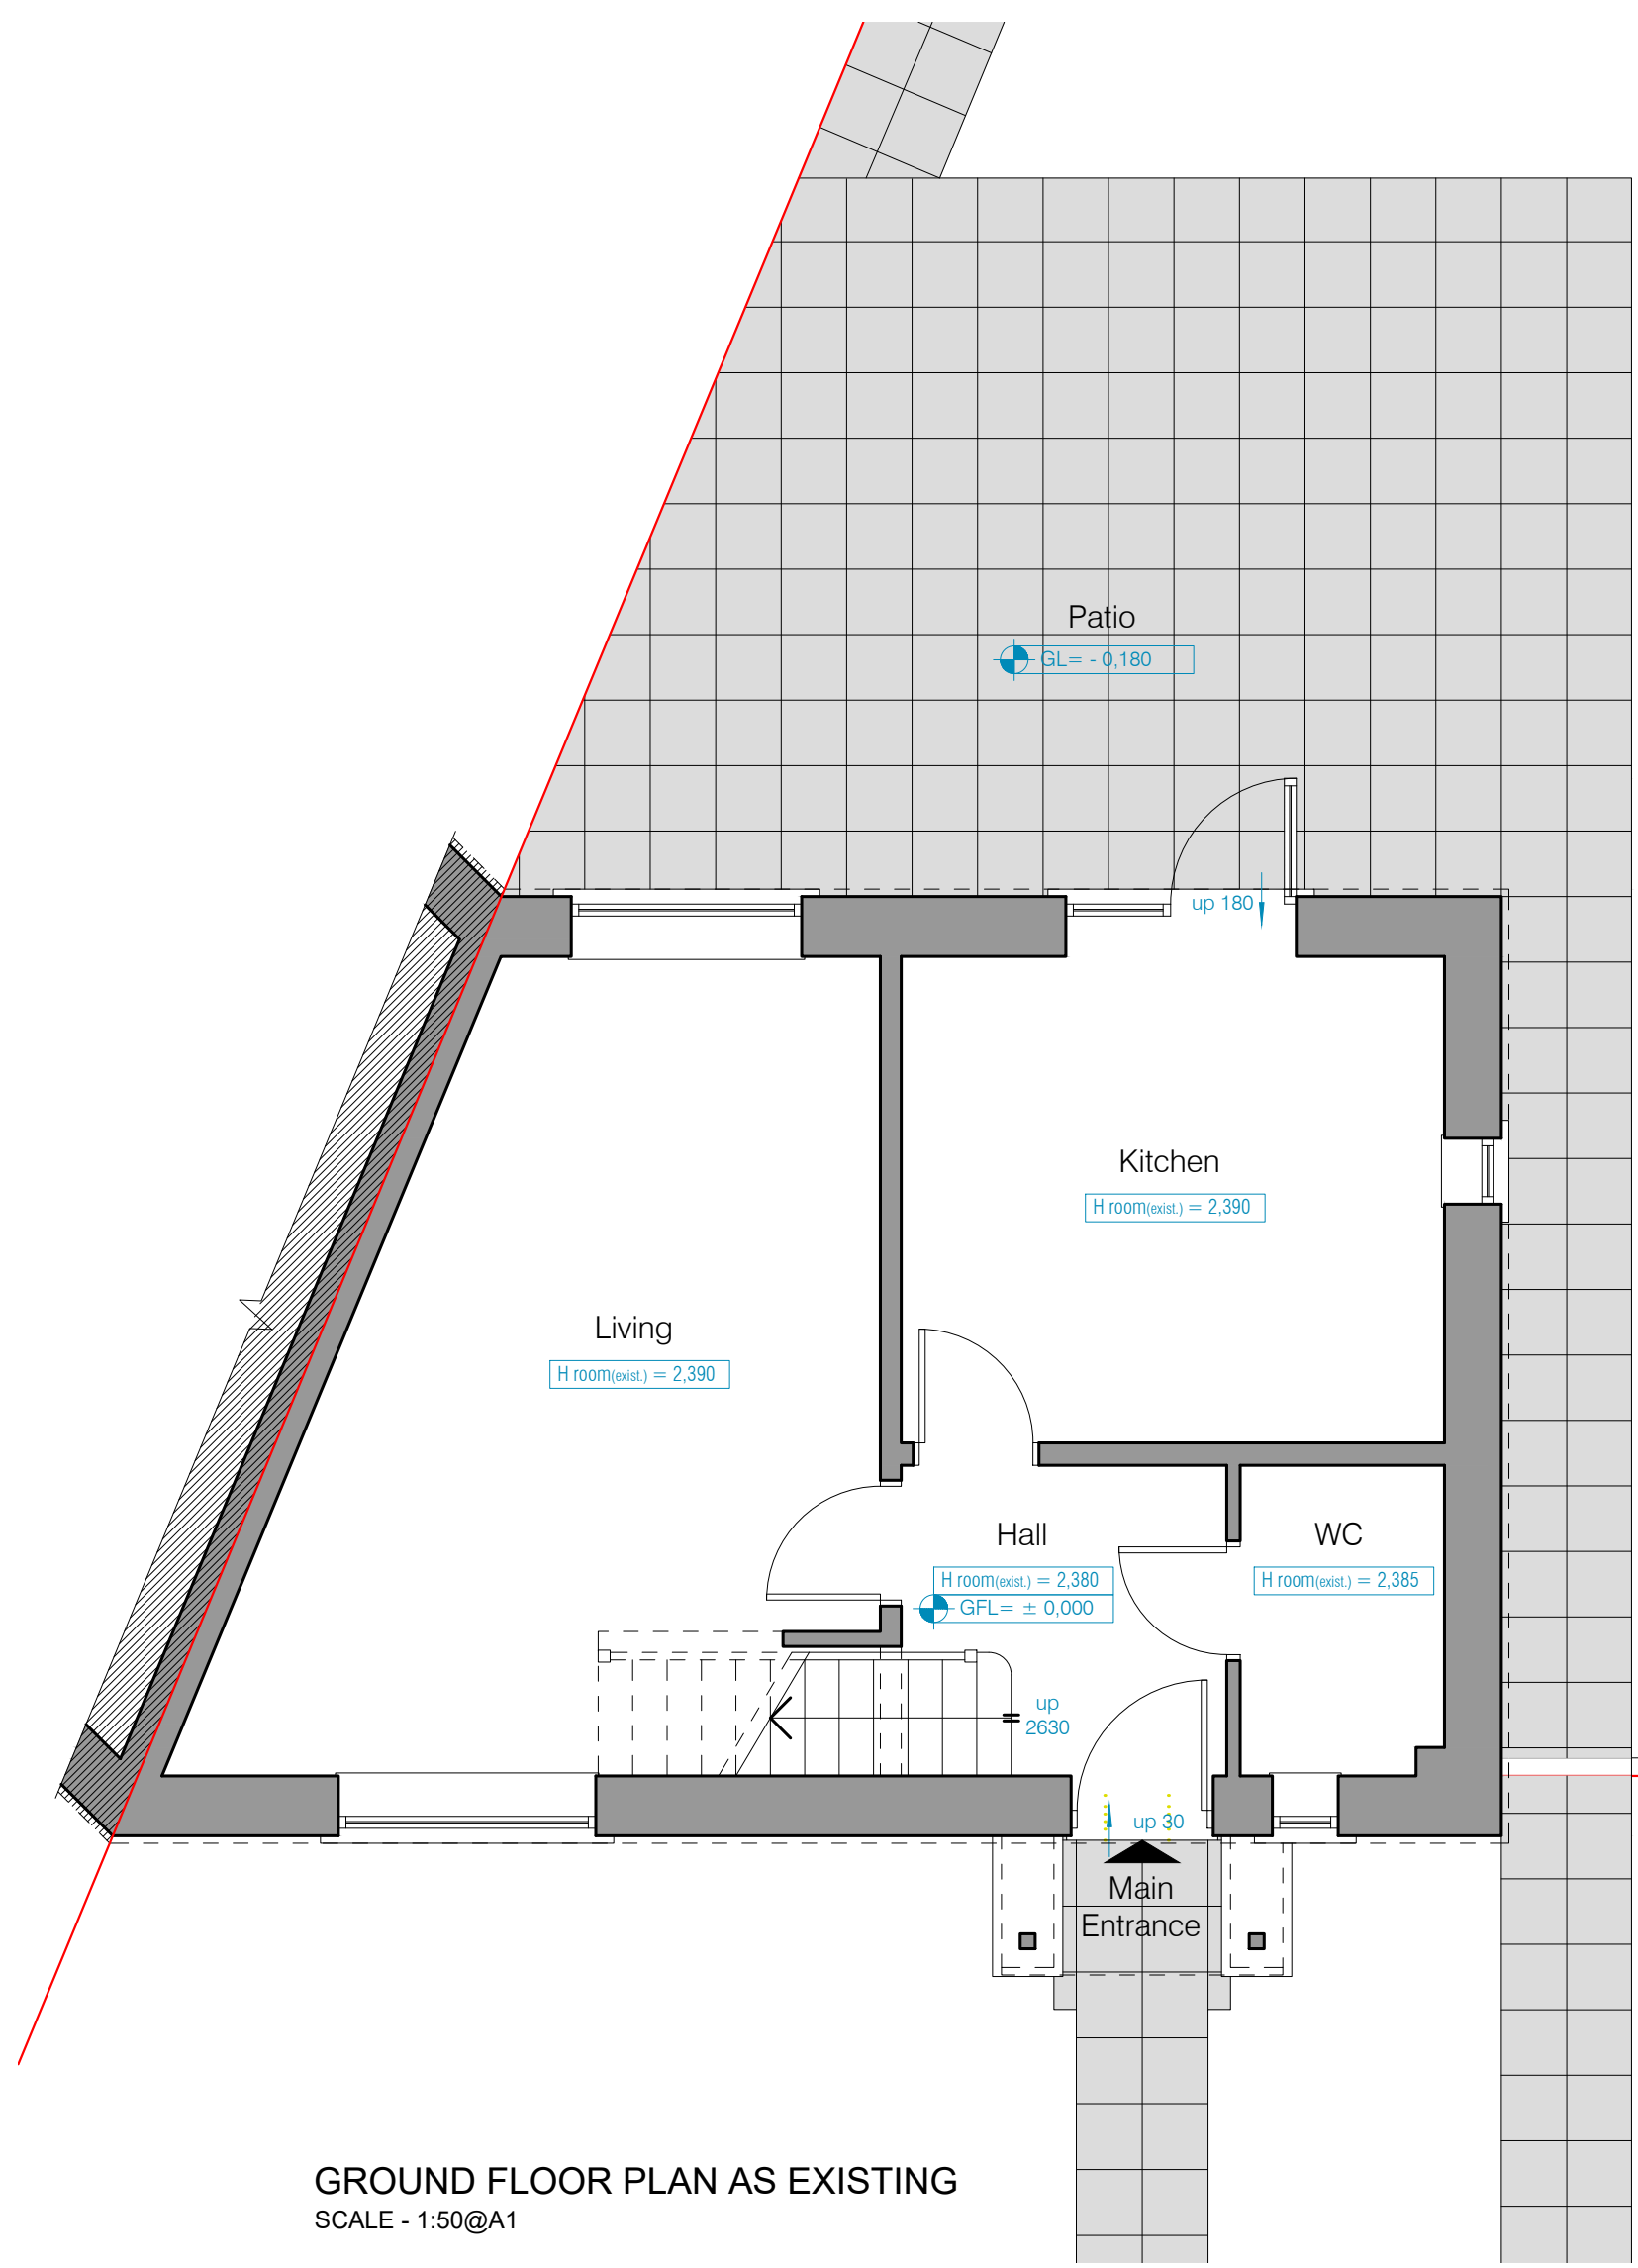 Patio
GL= - 0,180
up 180
Kitchen
H room(exist.) = 2,390
Living
H room(exist.) = 2,390
Hall
H room(exist.) = 2,380
GFL= ± 0,000
WC
H room(exist.) = 2,385
up
2630
up 30
Main
Entrance
GROUND FLOOR PLAN AS EXISTING
SCALE - 1:50@A1